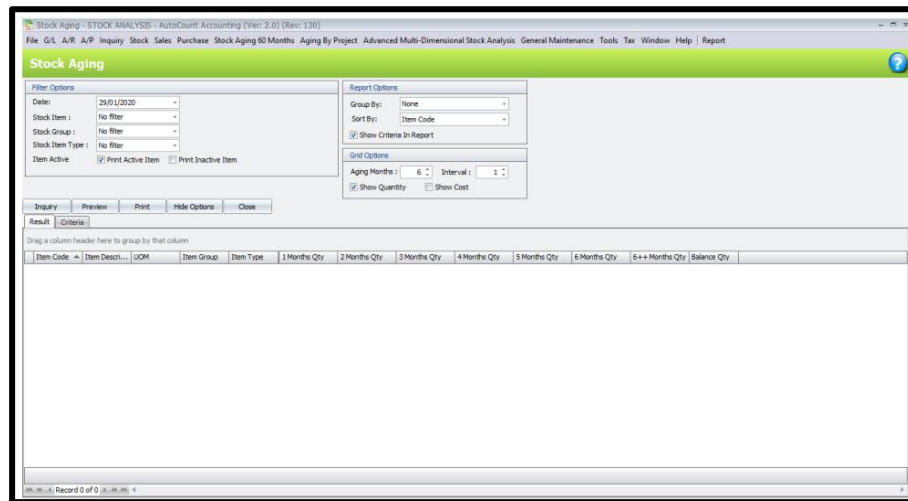 Stock Aging - STOCK ANALYSIS - AutoCount Accounting (Ver: 2.0) (Rev: 130)
File G/L A/R A/P Inquiry Stock Sales Purchase Stock Aging 60 Months Aging By Project Advanced Multi-Dimensional Stock Analysis General Maintenance Tools Tax Window Help | Report
Stock Aging
?
Filter Options
Date: 29/01/2020
Stock Item : No filter
Stock Group : No filter
Stock Item Type : No filter
Item Active Print Active Item Print Inactive Item
Report Options
Group By: None
Sort By: Item Code
Show Criteria In Report
Grid Options
Aging Months : 6 Interval : 1
Show Quantity Show Cost
Inquiry Preview Print Hide Options Close
Result Criteria
Drag a column header here to group by that column
Item Code Item Descri... UOM Item Group Item Type 1 Months Qty 2 Months Qty 3 Months Qty 4 Months Qty 5 Months Qty 6 Months Qty 6++ Months Qty Balance Qty
Record 0 of 0